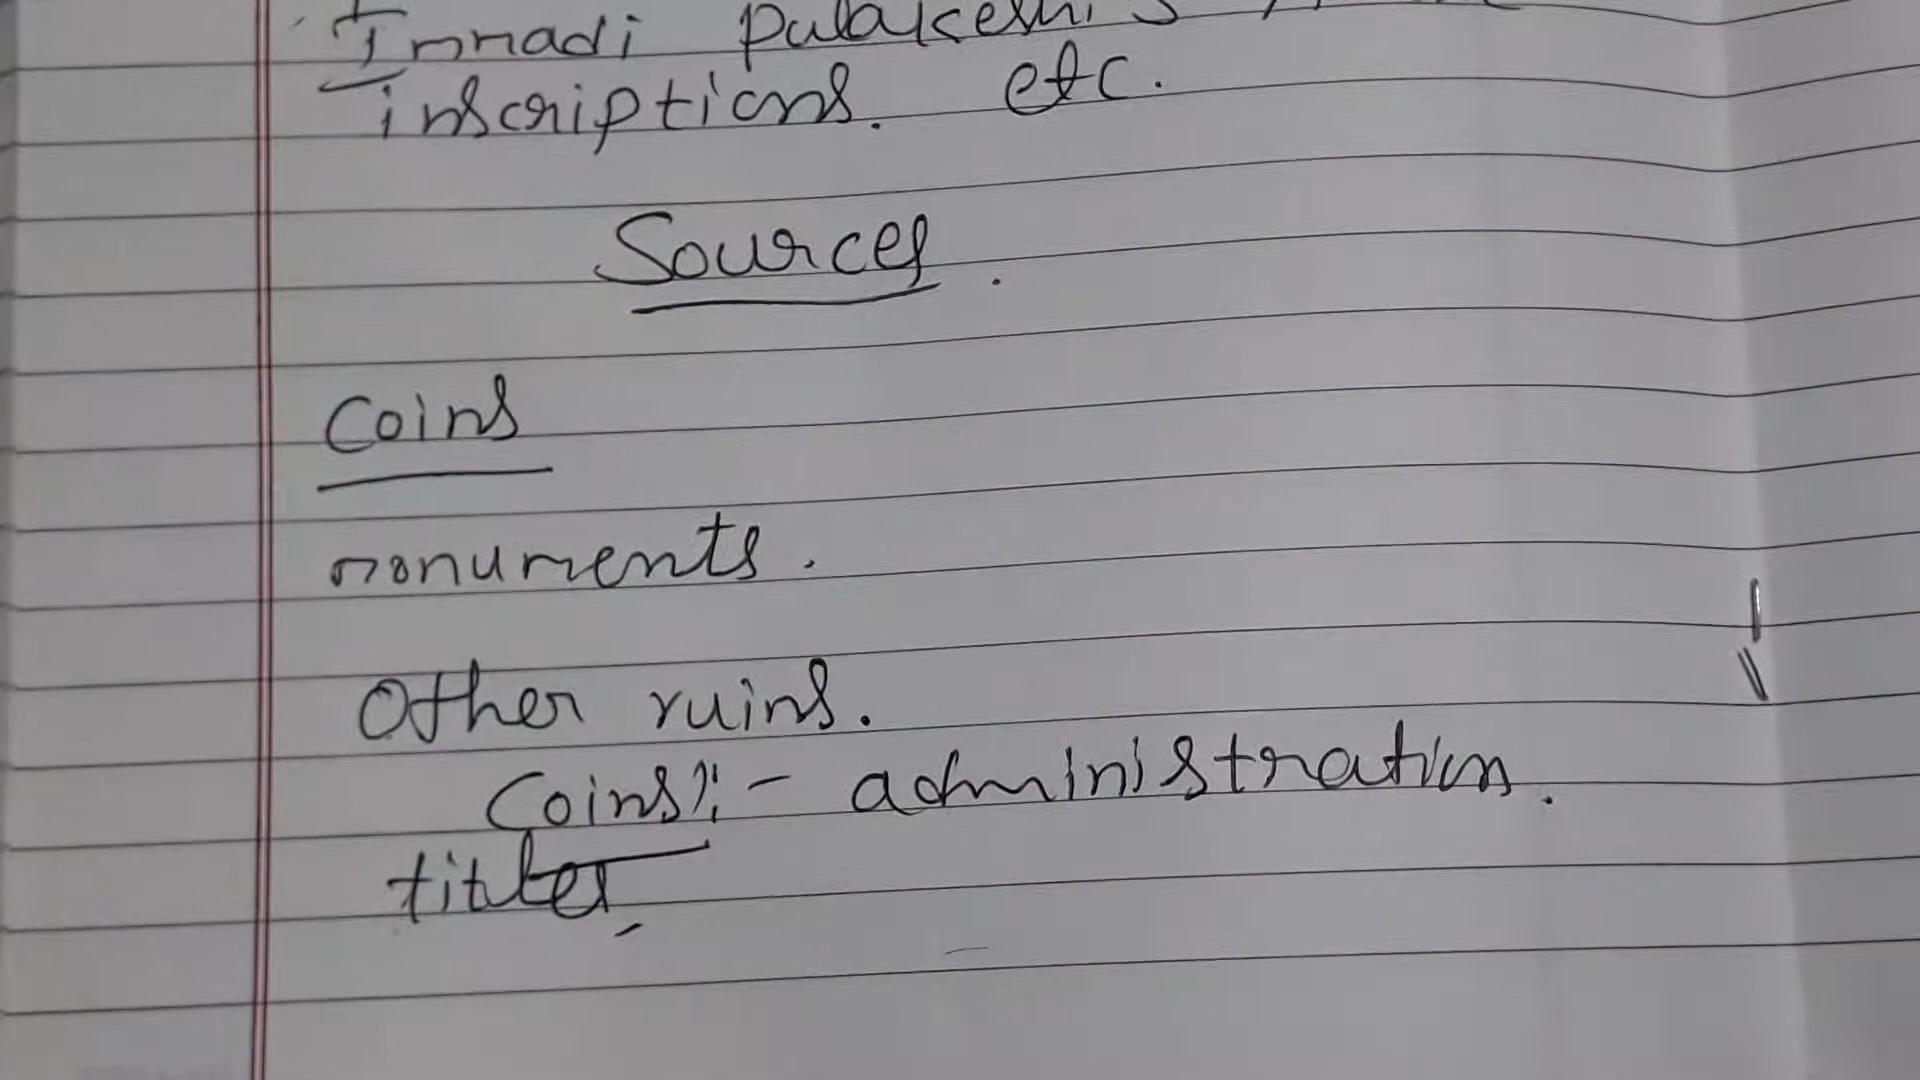 Immadi pulakeshi's
inscriptions. etc.
Sources.
Coins
monuments.
Other ruins.
Coins:- administration.
titles,